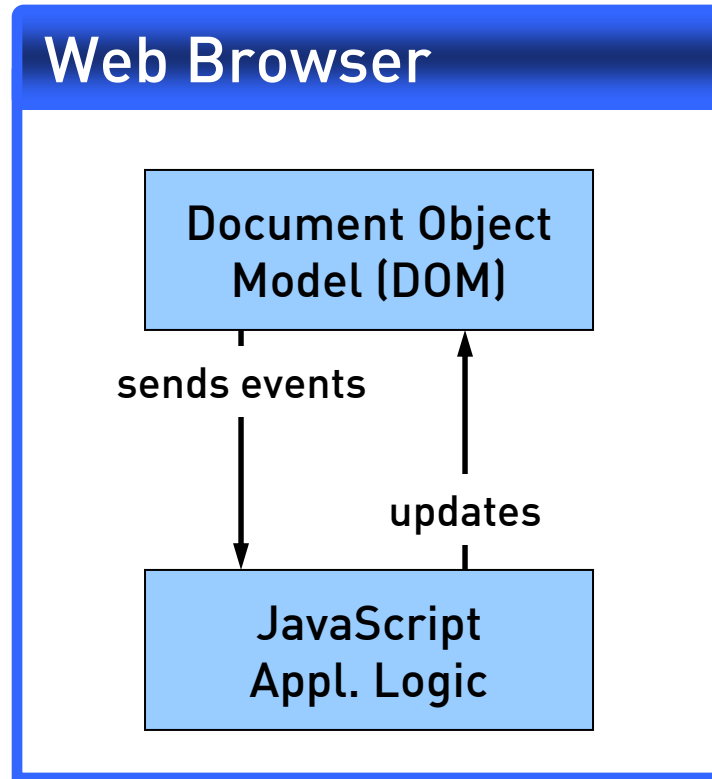 Web Browser
Document Object
Model (DOM)
sends events
updates
JavaScript
Appl. Logic